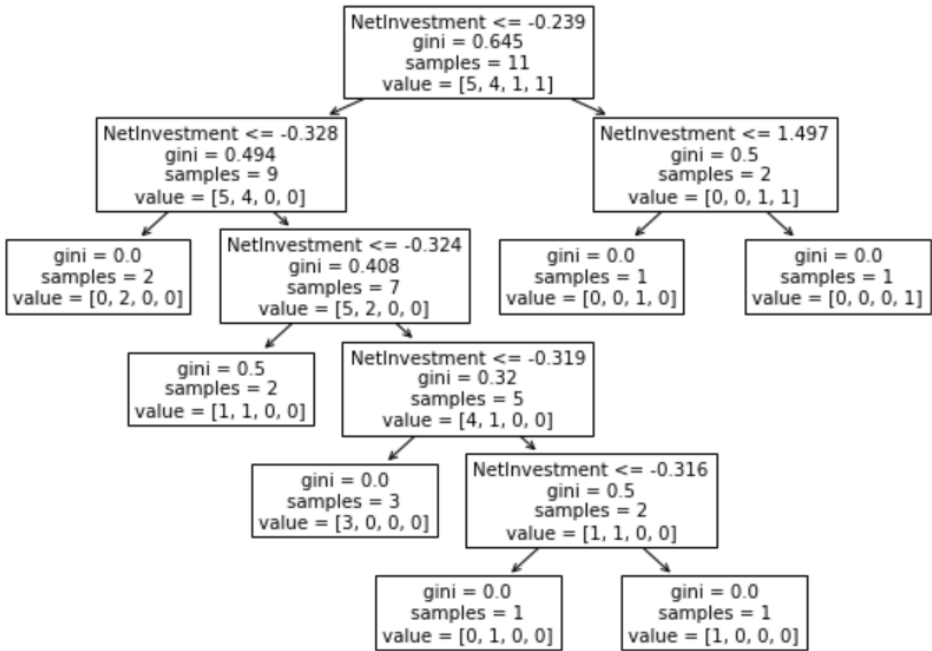 NetInvestment <= -0.239
gini = 0.645
samples = 11
value = [5, 4, 1, 1]
NetInvestment <= -0.328
gini = 0.494
samples = 9
value = [5, 4, 0, 0]
NetInvestment <= 1.497
gini = 0.5
samples = 2
value = [0, 0, 1, 1]
gini = 0.0
samples = 2
value = [0, 2, 0, 0]
NetInvestment <= -0.324
gini = 0.408
samples = 7
value = [5, 2, 0, 0]
gini = 0.0
samples = 1
value = [0, 0, 1, 0]
gini = 0.0
samples = 1
value = [0, 0, 0, 1]
gini = 0.5
samples = 2
value = [1, 1, 0, 0]
NetInvestment <= -0.319
gini = 0.32
samples = 5
value = [4, 1, 0, 0]
gini = 0.0
samples = 3
value = [3, 0, 0, 0]
NetInvestment <= -0.316
gini = 0.5
samples = 2
value = [1, 1, 0, 0]
gini = 0.0
samples = 1
value = [0, 1, 0, 0]
gini = 0.0
samples = 1
value = [1, 0, 0, 0]